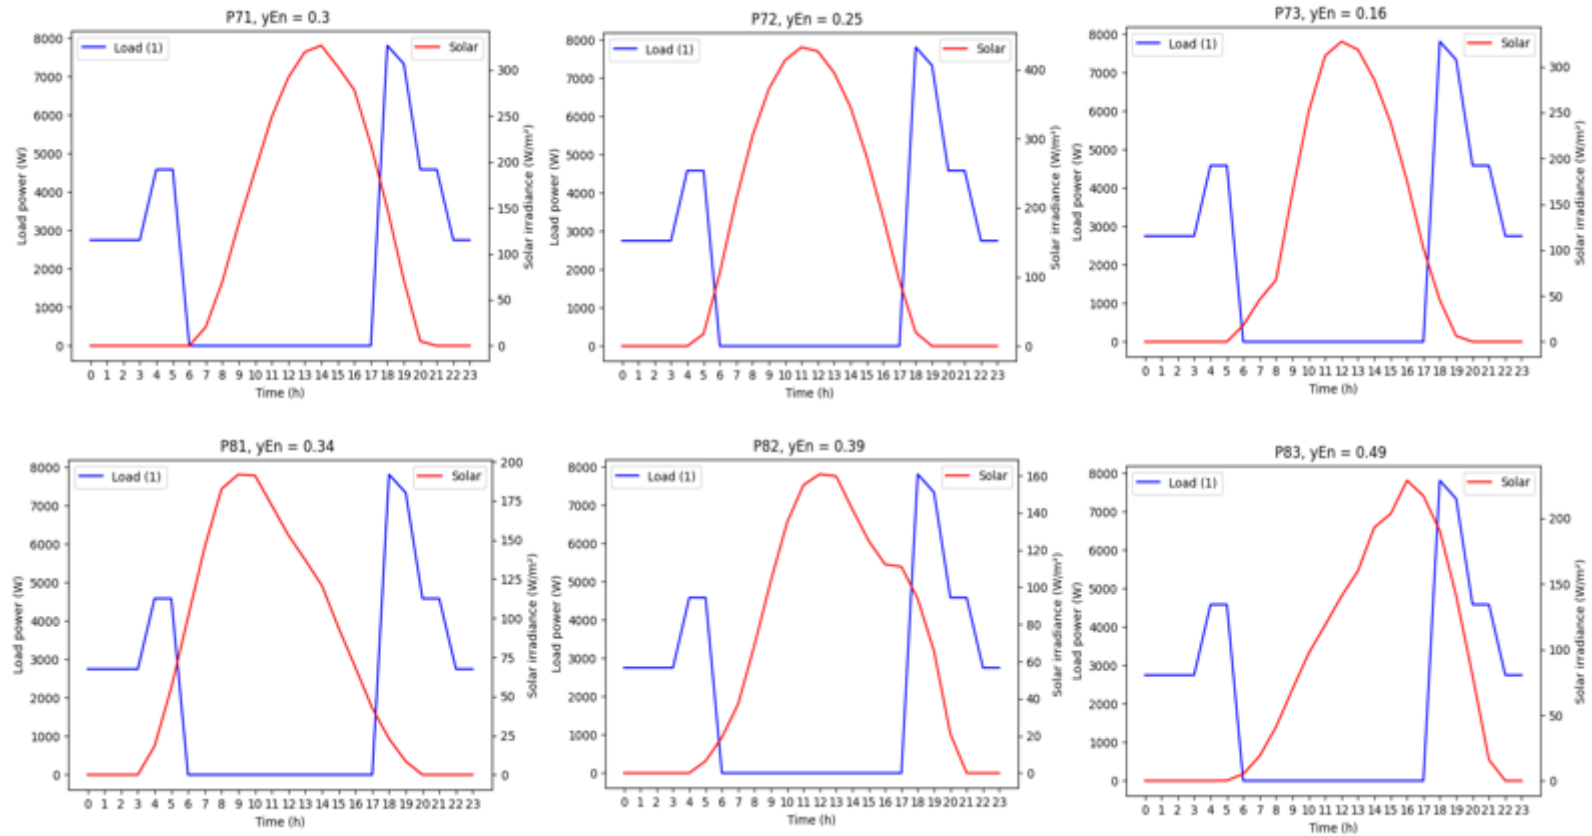 P71, yEn = 0.3
Load (1)
Solar
8000
7000
6000
5000
4000
3000
2000
1000
0
Load power (W)
300
250
200
150
100
50
0
Solar irradiance (W/m²)
0 1 2 3 4 5 6 7 8 9 10 11 12 13 14 15 16 17 18 19 20 21 22 23
Time (h)
P72, yEn = 0.25
Load (1)
Solar
8000
7000
6000
5000
4000
3000
2000
1000
0
Load power (W)
400
300
200
100
0
Solar irradiance (W/m²)
0 1 2 3 4 5 6 7 8 9 10 11 12 13 14 15 16 17 18 19 20 21 22 23
Time (h)
P73, yEn = 0.16
Load (1)
Solar
8000
7000
6000
5000
4000
3000
2000
1000
0
Load power (W)
300
250
200
150
100
50
0
Solar irradiance (W/m²)
0 1 2 3 4 5 6 7 8 9 10 11 12 13 14 15 16 17 18 19 20 21 22 23
Time (h)
P81, yEn = 0.34
Load (1)
Solar
8000
7000
6000
5000
4000
3000
2000
1000
0
Load power (W)
200
175
150
125
100
75
50
25
0
Solar irradiance (W/m²)
0 1 2 3 4 5 6 7 8 9 10 11 12 13 14 15 16 17 18 19 20 21 22 23
Time (h)
P82, yEn = 0.39
Load (1)
Solar
8000
7000
6000
5000
4000
3000
2000
1000
0
Load power (W)
160
140
120
100
80
60
40
20
0
Solar irradiance (W/m²)
0 1 2 3 4 5 6 7 8 9 10 11 12 13 14 15 16 17 18 19 20 21 22 23
Time (h)
P83, yEn = 0.49
Load (1)
Solar
8000
7000
6000
5000
4000
3000
2000
1000
0
Load power (W)
200
150
100
50
0
Solar irradiance (W/m²)
0 1 2 3 4 5 6 7 8 9 10 11 12 13 14 15 16 17 18 19 20 21 22 23
Time (h)